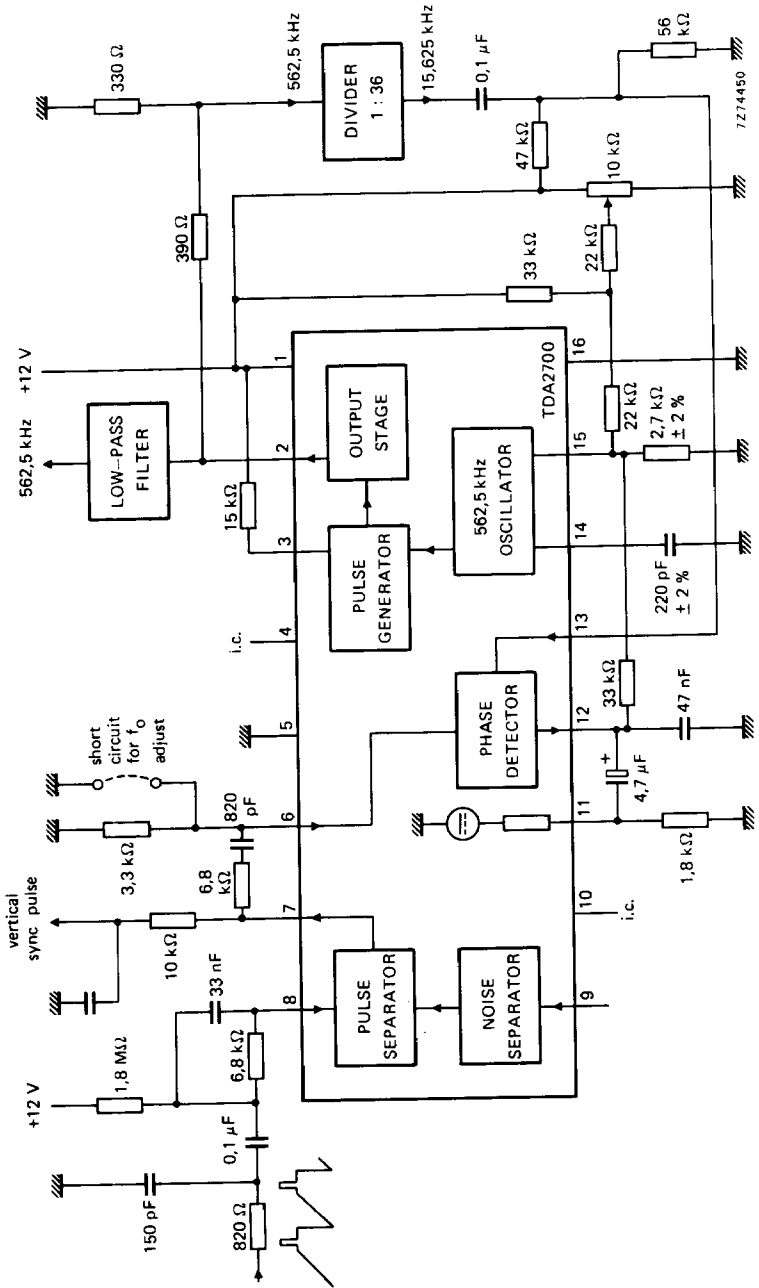 +12 V
1,8 MΩ
33 nF
6,8 kΩ
0,1 µF
150 pF
820 Ω
vertical
sync pulse
10 kΩ
6,8
kΩ
820
pF
3,3 kΩ
short
circuit
for f₀
adjust
i.c.
15 kΩ
562,5 kHz
LOW–PASS
FILTER
+12 V
390 Ω
330 Ω
562,5 kHz
DIVIDER
1 : 36
15,625 kHz
0,1 µF
47 kΩ
10 kΩ
56
kΩ
33 kΩ
22 kΩ
8
7
6
5
4
3
2
1
PULSE
SEPARATOR
NOISE
SEPARATOR
PHASE
DETECTOR
PULSE
GENERATOR
OUTPUT
STAGE
562,5 kHz
OSCILLATOR
TDA2700
9
10
11
12
13
14
15
16
i.c.
1,8 kΩ
+
4,7 µF
47 nF
33 kΩ
220 pF
± 2 %
2,7 kΩ
± 2 %
22 kΩ
7Z74450